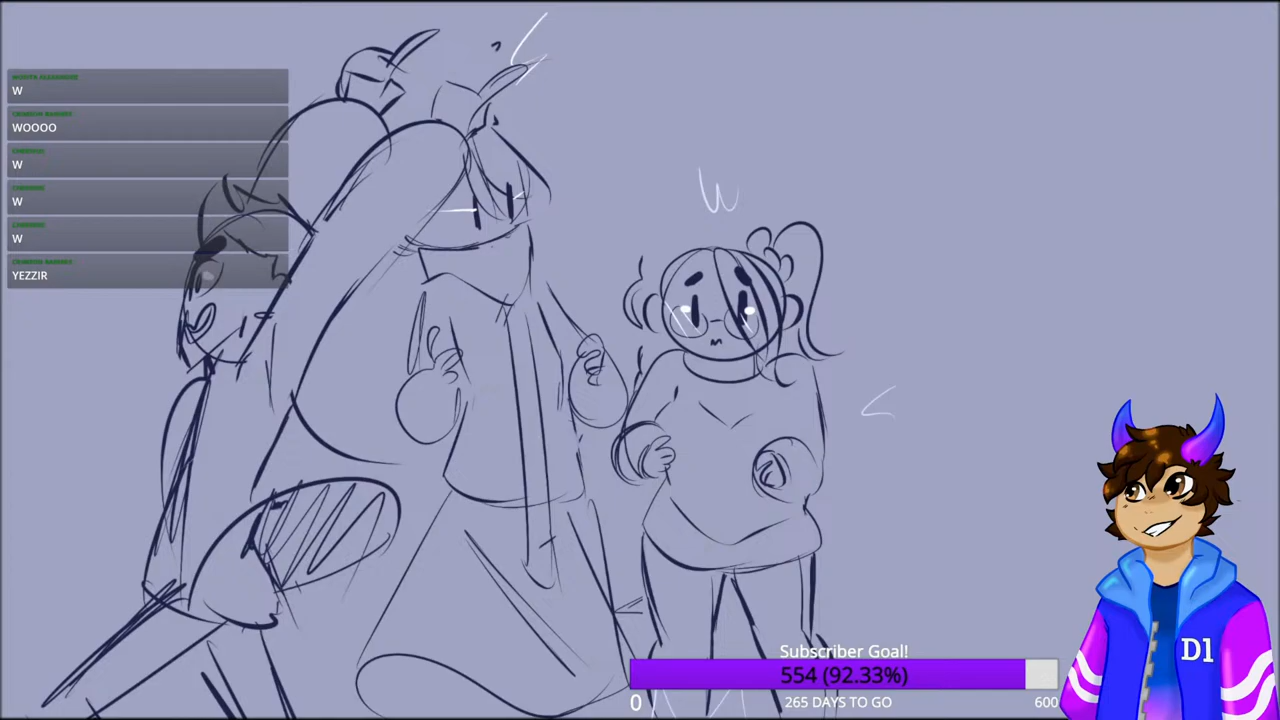 W
WOOOO
W
W
W
YEZZIR
W
D1
Subscriber Goal!
554 (92.33%)
0 265 DAYS TO GO 600